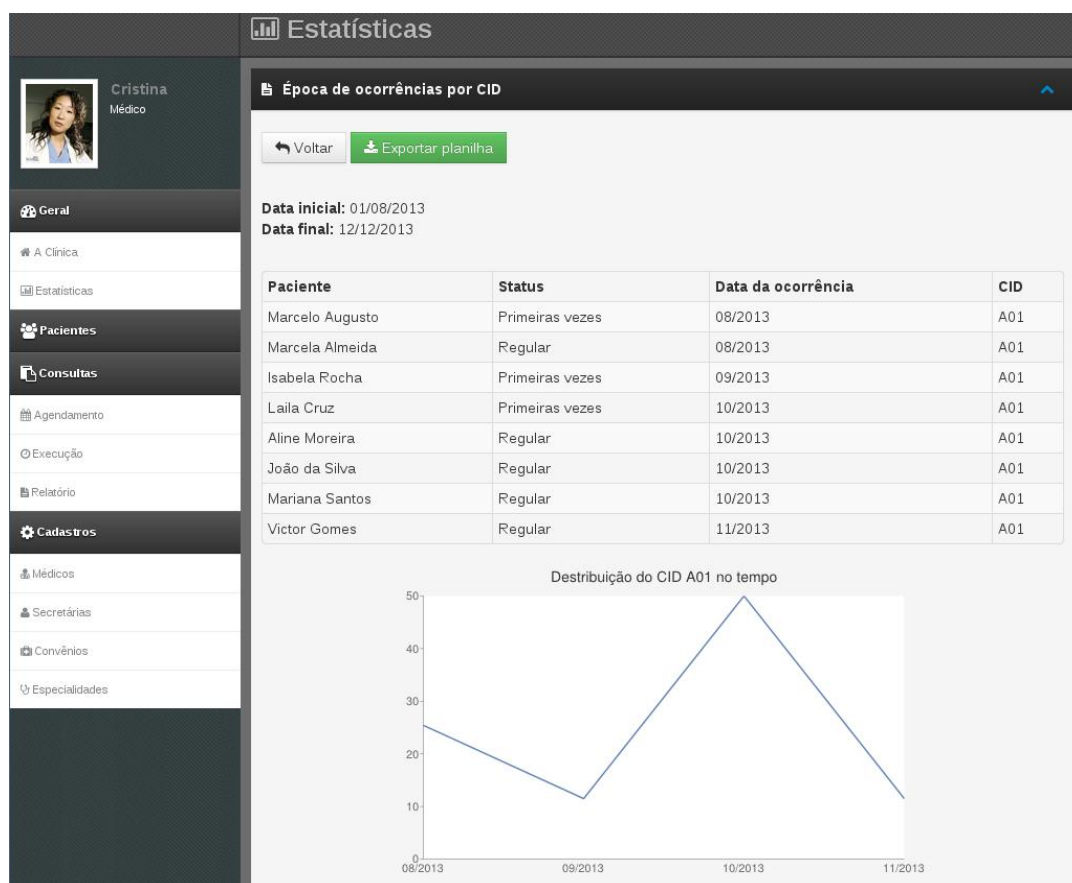 Estatísticas
Cristina
Médico
Geral
A Clínica
Estatísticas
Pacientes
Consultas
Agendamento
Execução
Relatório
Cadastros
Médicos
Secretárias
Convênios
Especialidades
Época de ocorrências por CID
Voltar Exportar planilha
Data inicial: 01/08/2013
Data final: 12/12/2013
Paciente Status Data da ocorrência CID
Marcelo Augusto Primeiras vezes 08/2013 A01
Marcela Almeida Regular 08/2013 A01
Isabela Rocha Primeiras vezes 09/2013 A01
Laila Cruz Primeiras vezes 10/2013 A01
Aline Moreira Regular 10/2013 A01
João da Silva Regular 10/2013 A01
Mariana Santos Regular 10/2013 A01
Victor Gomes Regular 11/2013 A01
Destribuição do CID A01 no tempo
50
40
30
20
10
0
08/2013 09/2013 10/2013 11/2013